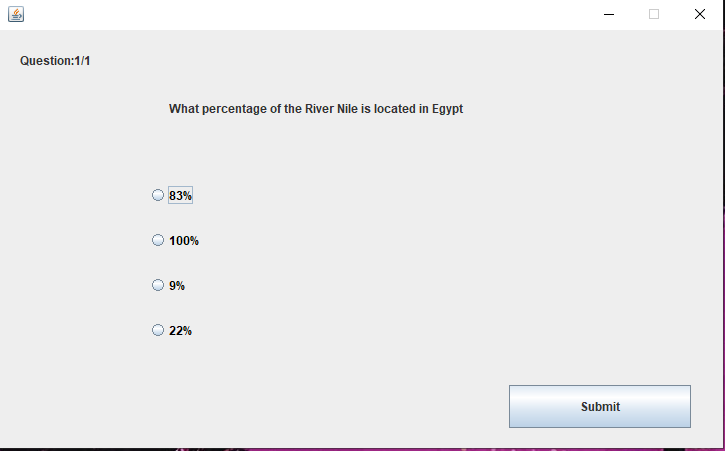 Question:1/1
What percentage of the River Nile is located in Egypt
83%
100%
9%
22%
Submit